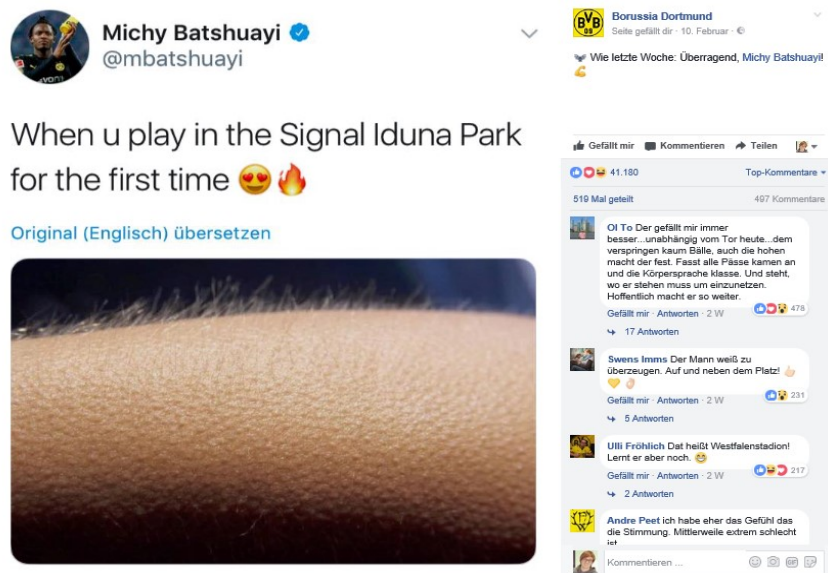 Michy Batshuayi
@mbatshuayi
When u play in the Signal Iduna Park
for the first time 😍🔥
Original (Englisch) übersetzen
BVB
09
Borussia Dortmund
Seite gefällt dir · 10. Februar ·
Wie letzte Woche: Überragend, Michy Batshuayi!
💪
Gefällt mir Kommentieren Teilen
41.180 Top-Kommentare
519 Mal geteilt 497 Kommentare
Ol To Der gefällt mir immer
besser...unabhängig vom Tor heute...dem
verspringen kaum Bälle, auch die hohen
macht der fest. Fasst alle Pässe kamen an
und die Körpersprache klasse. Und steht,
wo er stehen muss um einzunetzen.
Hoffentlich macht er so weiter.
478
Gefällt mir · Antworten · 2 W
17 Antworten
Swens Imms Der Mann weiß zu
überzeugen. Auf und neben dem Platz! 👍
💛👌
231
Gefällt mir · Antworten · 2 W
5 Antworten
Ulli Fröhlich Dat heißt Westfalenstadion!
Lernt er aber noch. 😁
217
Gefällt mir · Antworten · 2 W
2 Antworten
Andre Peet ich habe eher das Gefühl das
die Stimmung. Mittlerweile extrem schlecht
ist
Kommentieren ...
GIF